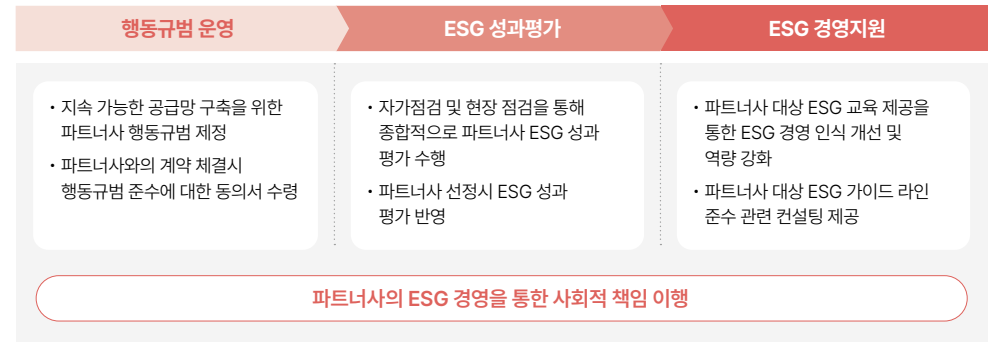 행동규범 운영
ESG 성과평가
ESG 경영지원
· 지속 가능한 공급망 구축을 위한
파트너사 행동규범 제정
· 파트너사와의 계약 체결시
행동규범 준수에 대한 동의서 수령
· 자가점검 및 현장 점검을 통해
종합적으로 파트너사 ESG 성과
평가 수행
· 파트너사 선정시 ESG 성과
평가 반영
· 파트너사 대상 ESG 교육 제공을
통한 ESG 경영 인식 개선 및
역량 강화
· 파트너사 대상 ESG 가이드 라인
준수 관련 컨설팅 제공
파트너사의 ESG 경영을 통한 사회적 책임 이행